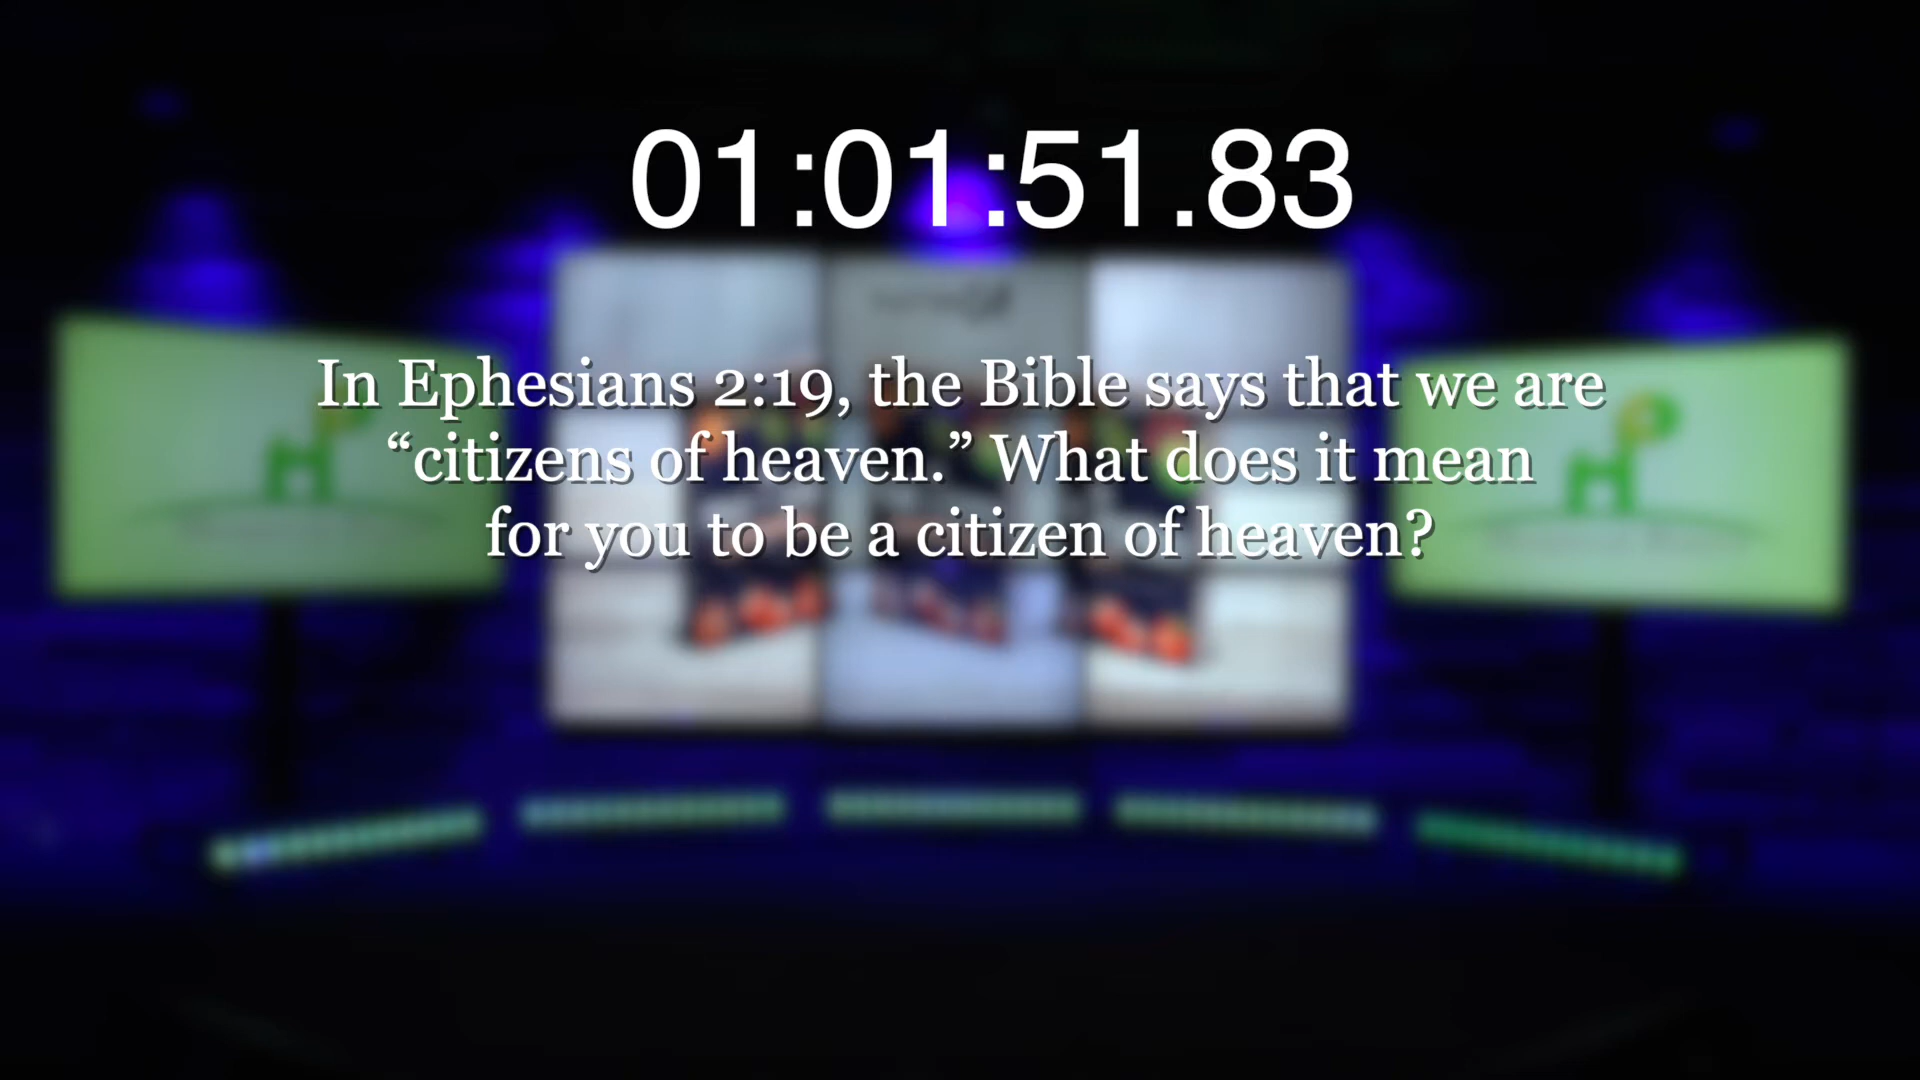 01:01:51.83
In Ephesians 2:19, the Bible says that we are
“citizens of heaven.” What does it mean
for you to be a citizen of heaven?